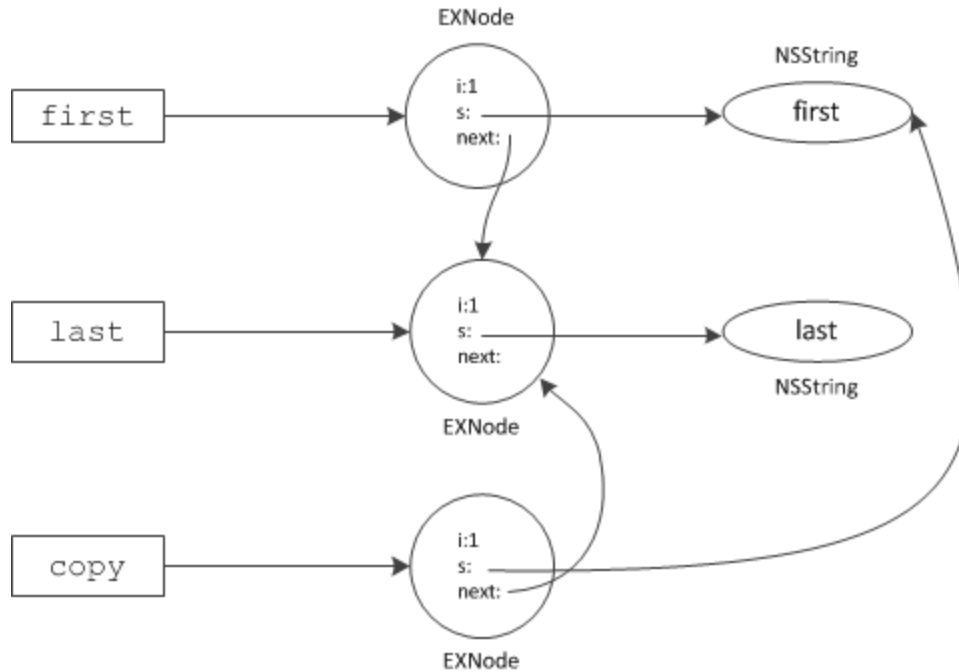 EXNode
NSString
first
i:1
s:
next:
first
last
i:1
s:
next:
last
NSString
EXNode
copy
i:1
s:
next:
EXNode